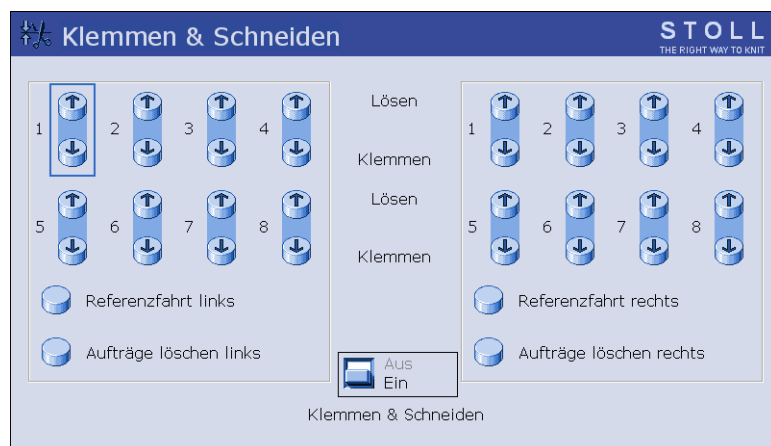 Klemmen & Schneiden
STOLL
THE RIGHT WAY TO KNIT
1 2 3 4 Lösen 1 2 3 4
Klemmen
5 6 7 8 Lösen 5 6 7 8
Klemmen
Referenzfahrt links
Referenzfahrt rechts
Aufträge löschen links
Aufträge löschen rechts
Aus
Ein
Klemmen & Schneiden